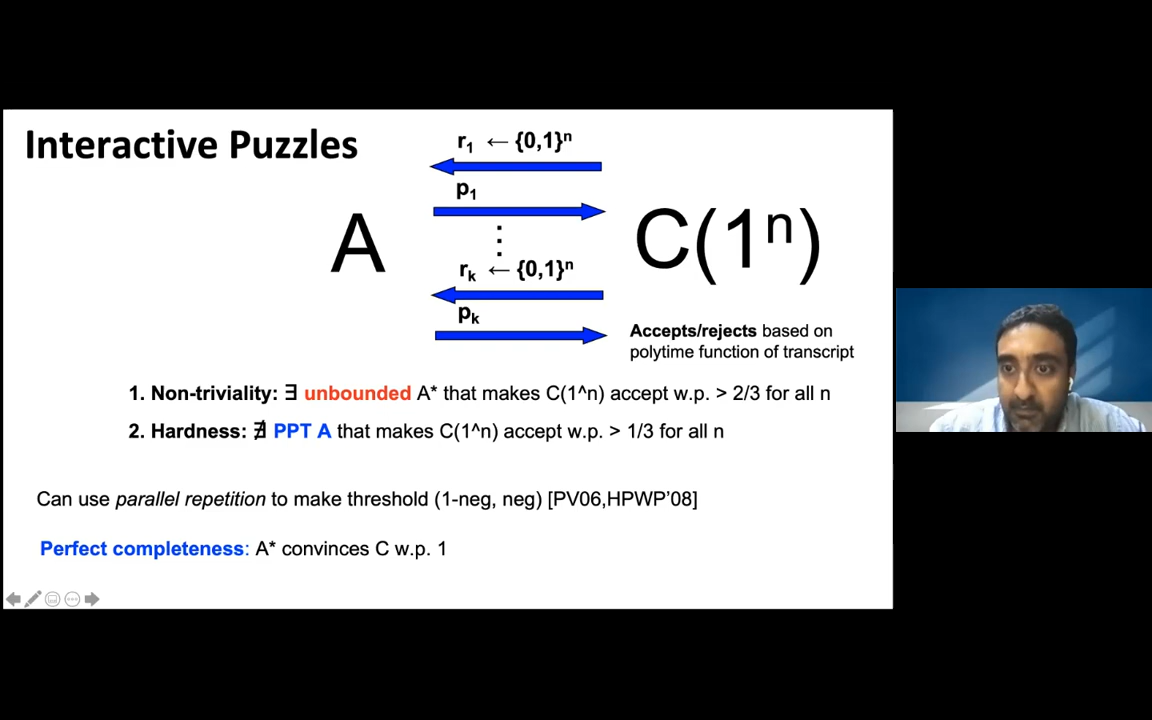 Interactive Puzzles
r₁ ← {0,1}ⁿ
p₁
A
C(1ⁿ)
⋮
rₖ ← {0,1}ⁿ
pₖ
Accepts/rejects based on
polytime function of transcript
1. Non-triviality: ∃ unbounded A* that makes C(1^n) accept w.p. > 2/3 for all n
2. Hardness: ∄ PPT A that makes C(1^n) accept w.p. > 1/3 for all n
Can use parallel repetition to make threshold (1-neg, neg) [PV06,HPWP'08]
Perfect completeness: A* convinces C w.p. 1